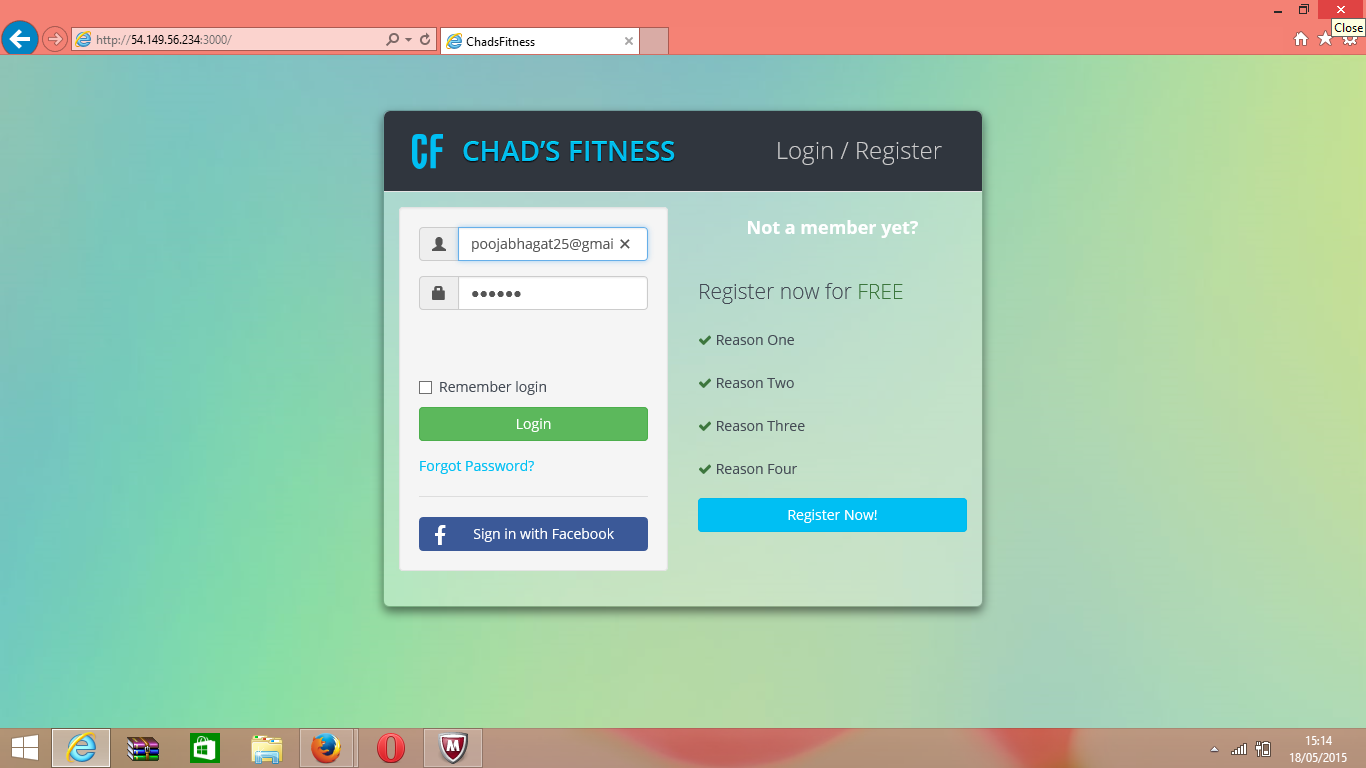 Close
http://54.149.56.234:3000/
ChadsFitness
CF CHAD'S FITNESS
Login / Register
poojabhagat25@gmai
Remember login
Login
Forgot Password?
f Sign in with Facebook
Not a member yet?
Register now for FREE
Reason One
Reason Two
Reason Three
Reason Four
Register Now!
15:14
18/05/2015